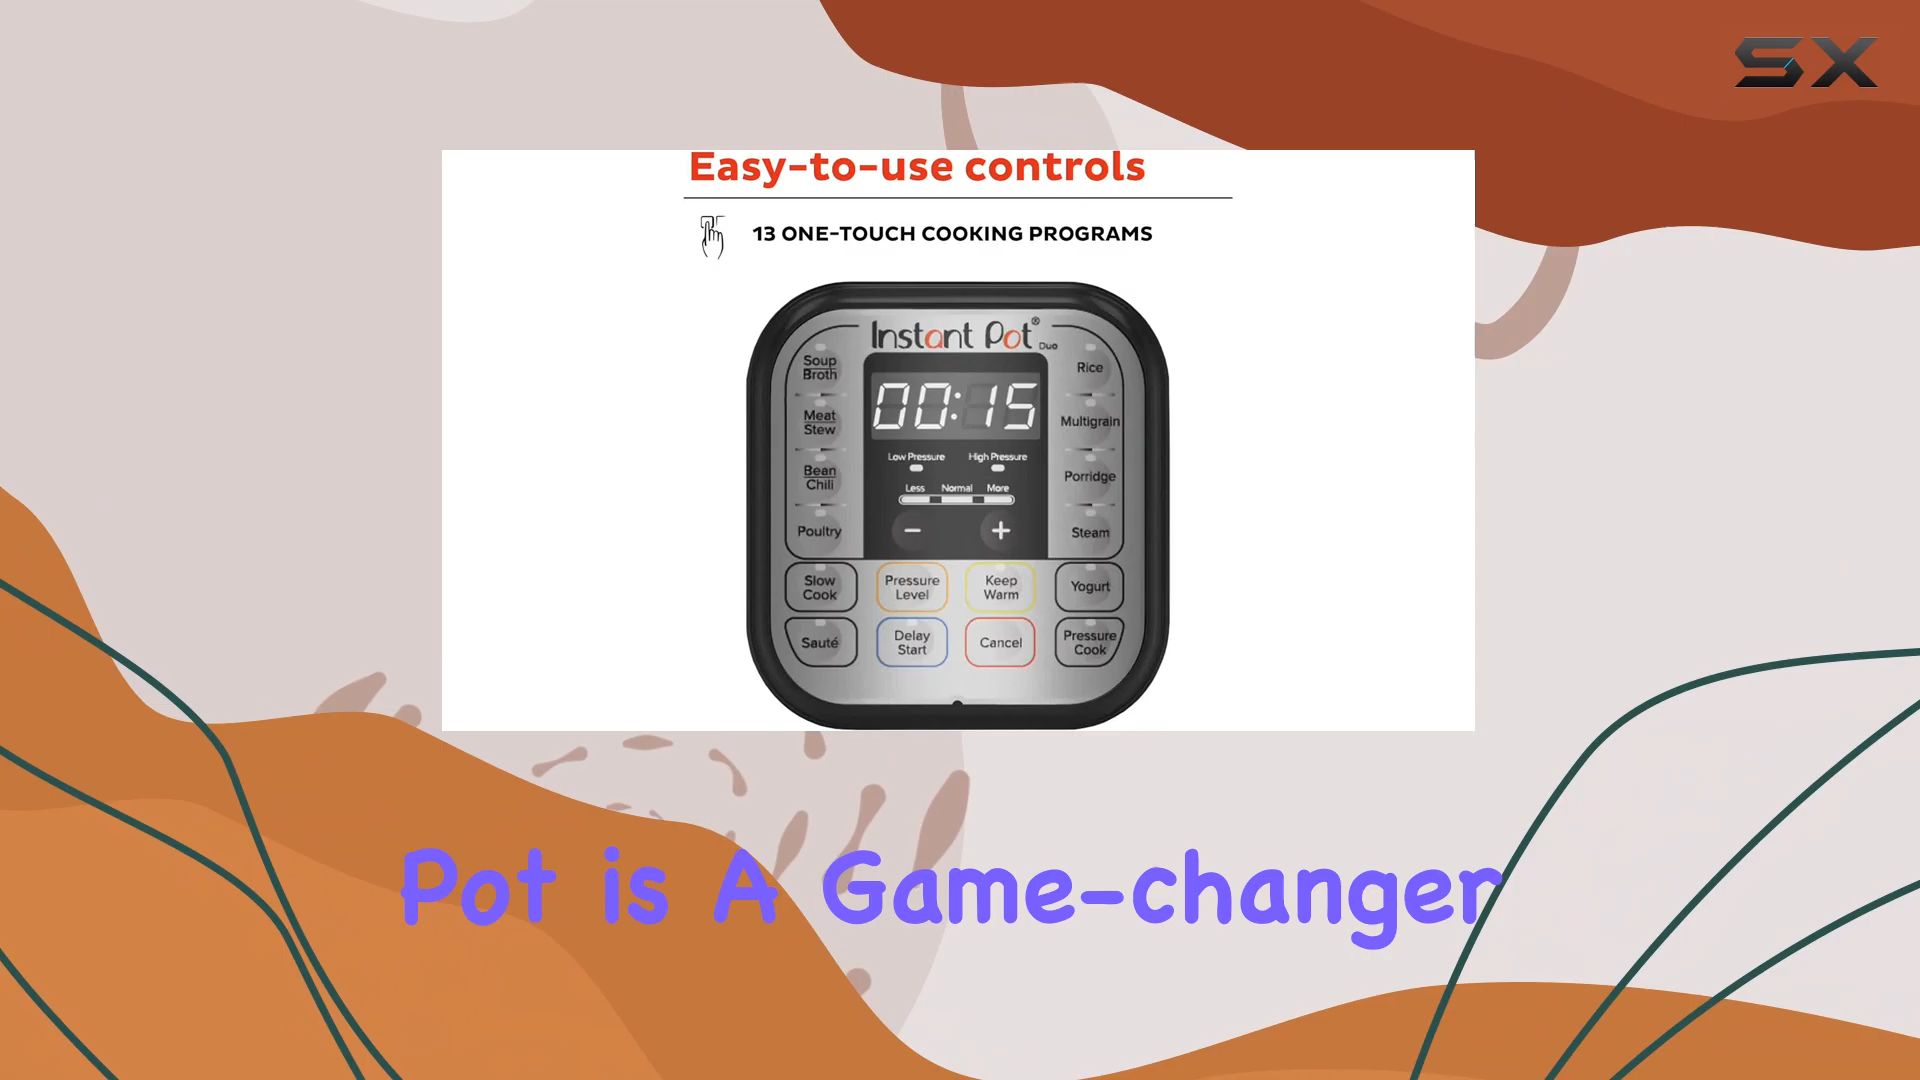 SX
Easy-to-use controls
13 ONE-TOUCH COOKING PROGRAMS
Instant Pot® Duo
Soup
Broth
Meat
Stew
Bean
Chili
Poultry
00:15
Low Pressure High Pressure
Less Normal More
− +
Rice
Multigrain
Porridge
Steam
Slow
Cook
Pressure
Level
Keep
Warm
Yogurt
Sauté
Delay
Start
Cancel
Pressure
Cook
Pot is A Game-changer